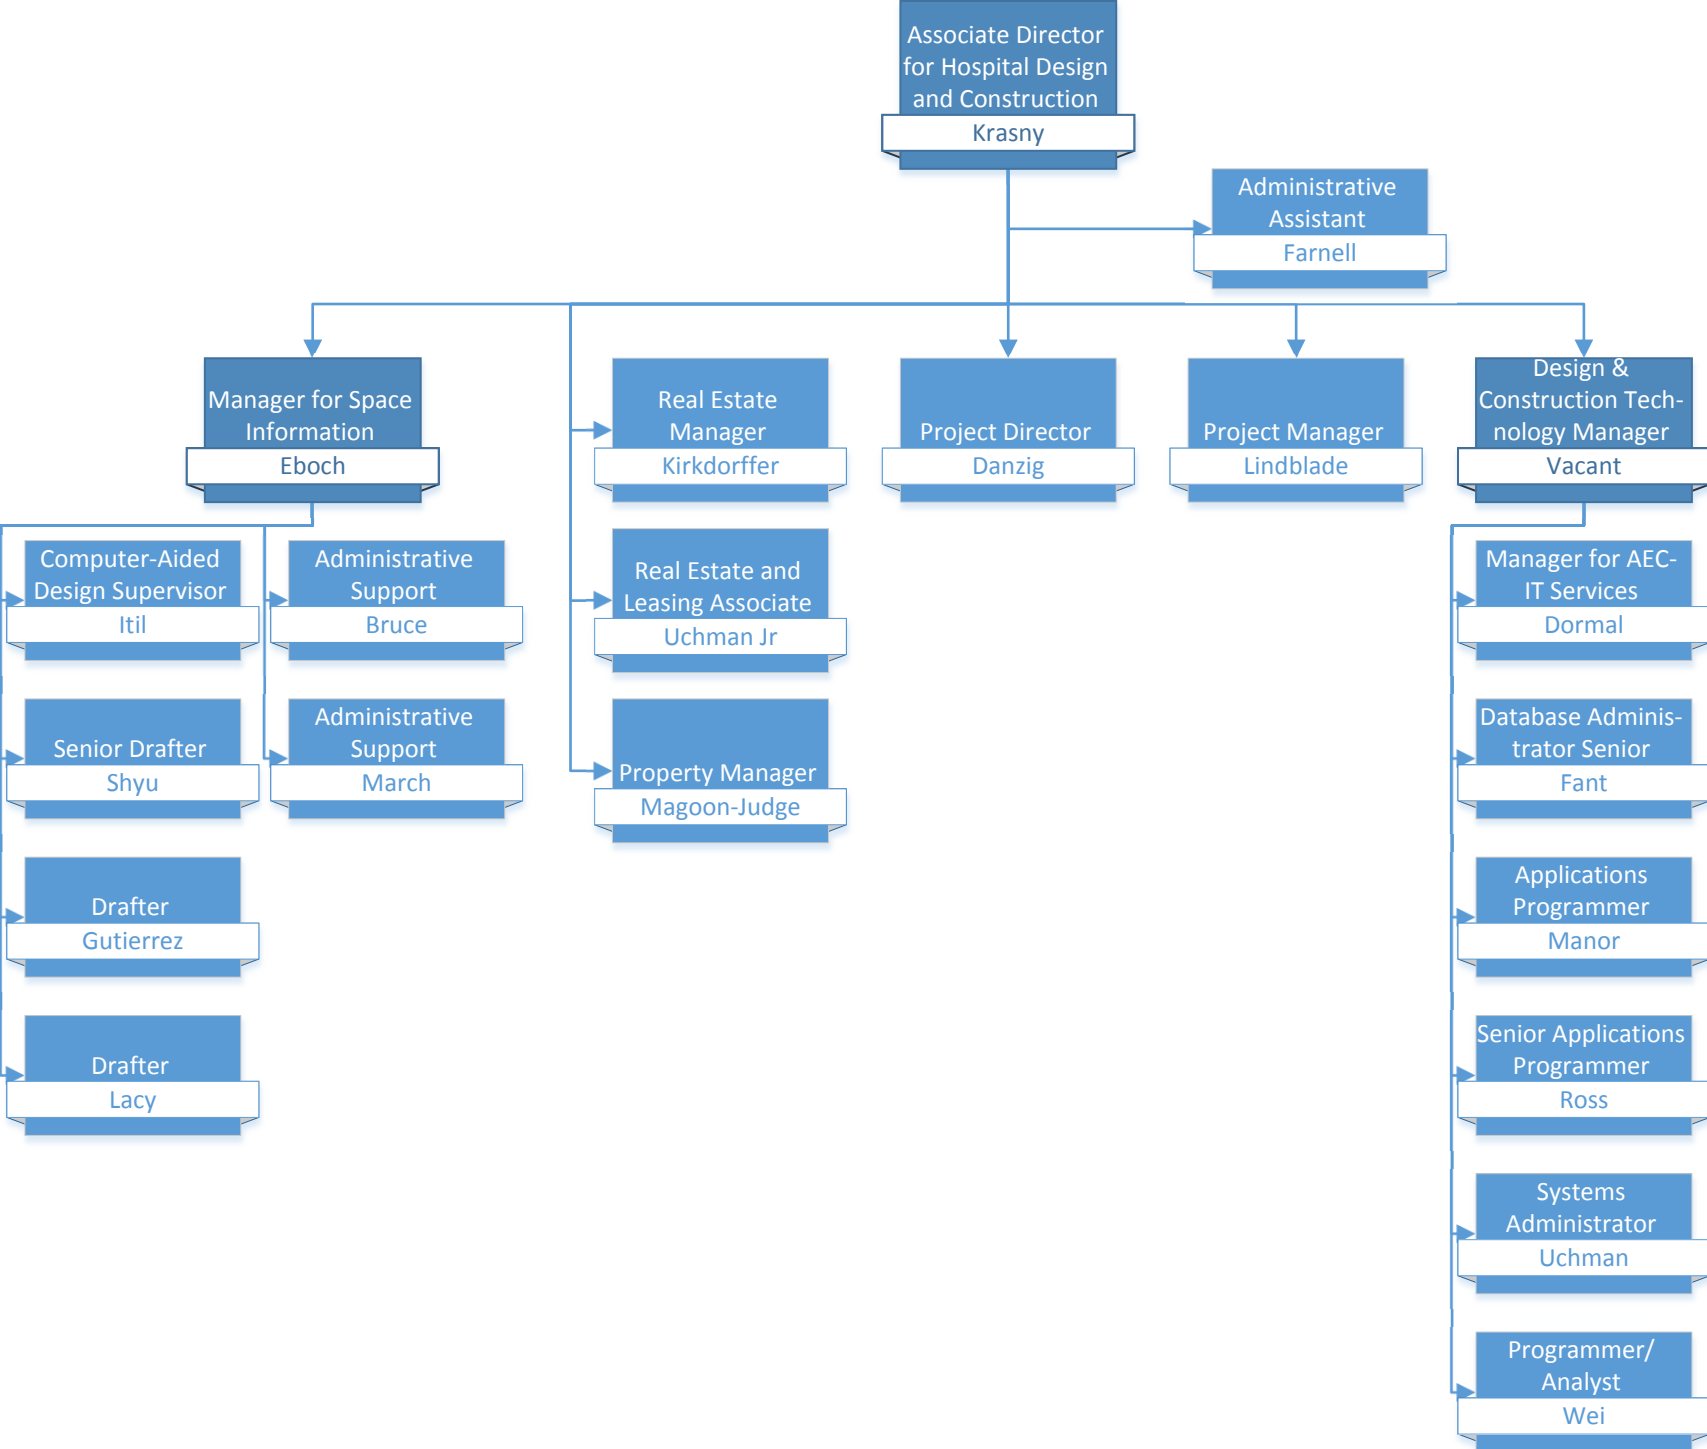 Associate Director
for Hospital Design
and Construction
Krasny
Administrative
Assistant
Farnell
Manager for Space
Information
Eboch
Real Estate
Manager
Kirkdorffer
Project Director
Danzig
Project Manager
Lindblade
Design &
Construction Tech-
nology Manager
Vacant
Computer-Aided
Design Supervisor
Itil
Administrative
Support
Bruce
Real Estate and
Leasing Associate
Uchman Jr
Manager for AEC-
IT Services
Dormal
Senior Drafter
Shyu
Administrative
Support
March
Property Manager
Magoon-Judge
Database Adminis-
trator Senior
Fant
Drafter
Gutierrez
Applications
Programmer
Manor
Drafter
Lacy
Senior Applications
Programmer
Ross
Systems
Administrator
Uchman
Programmer/
Analyst
Wei